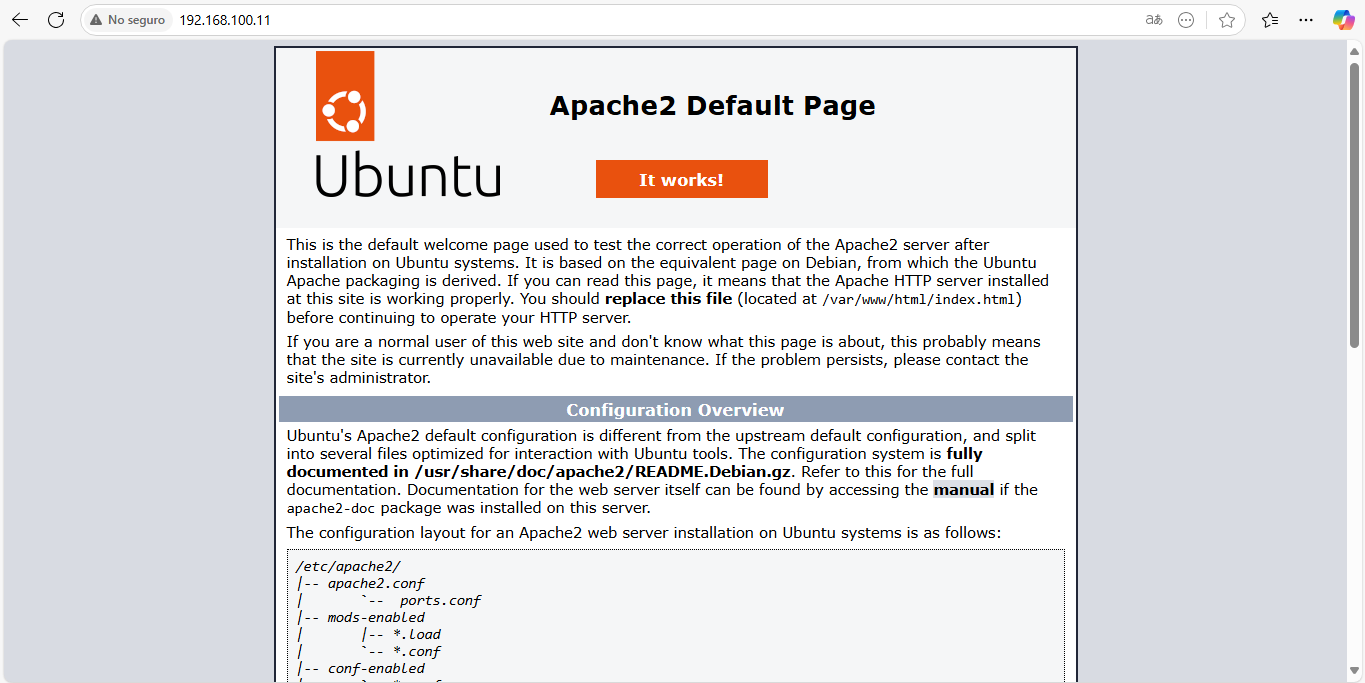 No seguro
192.168.100.11
aあ
Apache2 Default Page
Ubuntu
It works!
This is the default welcome page used to test the correct operation of the Apache2 server after
installation on Ubuntu systems. It is based on the equivalent page on Debian, from which the Ubuntu
Apache packaging is derived. If you can read this page, it means that the Apache HTTP server installed
at this site is working properly. You should replace this file (located at /var/www/html/index.html)
before continuing to operate your HTTP server.
If you are a normal user of this web site and don't know what this page is about, this probably means
that the site is currently unavailable due to maintenance. If the problem persists, please contact the
site's administrator.
Configuration Overview
Ubuntu's Apache2 default configuration is different from the upstream default configuration, and split
into several files optimized for interaction with Ubuntu tools. The configuration system is fully
documented in /usr/share/doc/apache2/README.Debian.gz. Refer to this for the full
documentation. Documentation for the web server itself can be found by accessing the manual if the
apache2-doc package was installed on this server.
The configuration layout for an Apache2 web server installation on Ubuntu systems is as follows:
/etc/apache2/
|-- apache2.conf
|       `--  ports.conf
|-- mods-enabled
|       |-- *.load
|       `-- *.conf
|-- conf-enabled